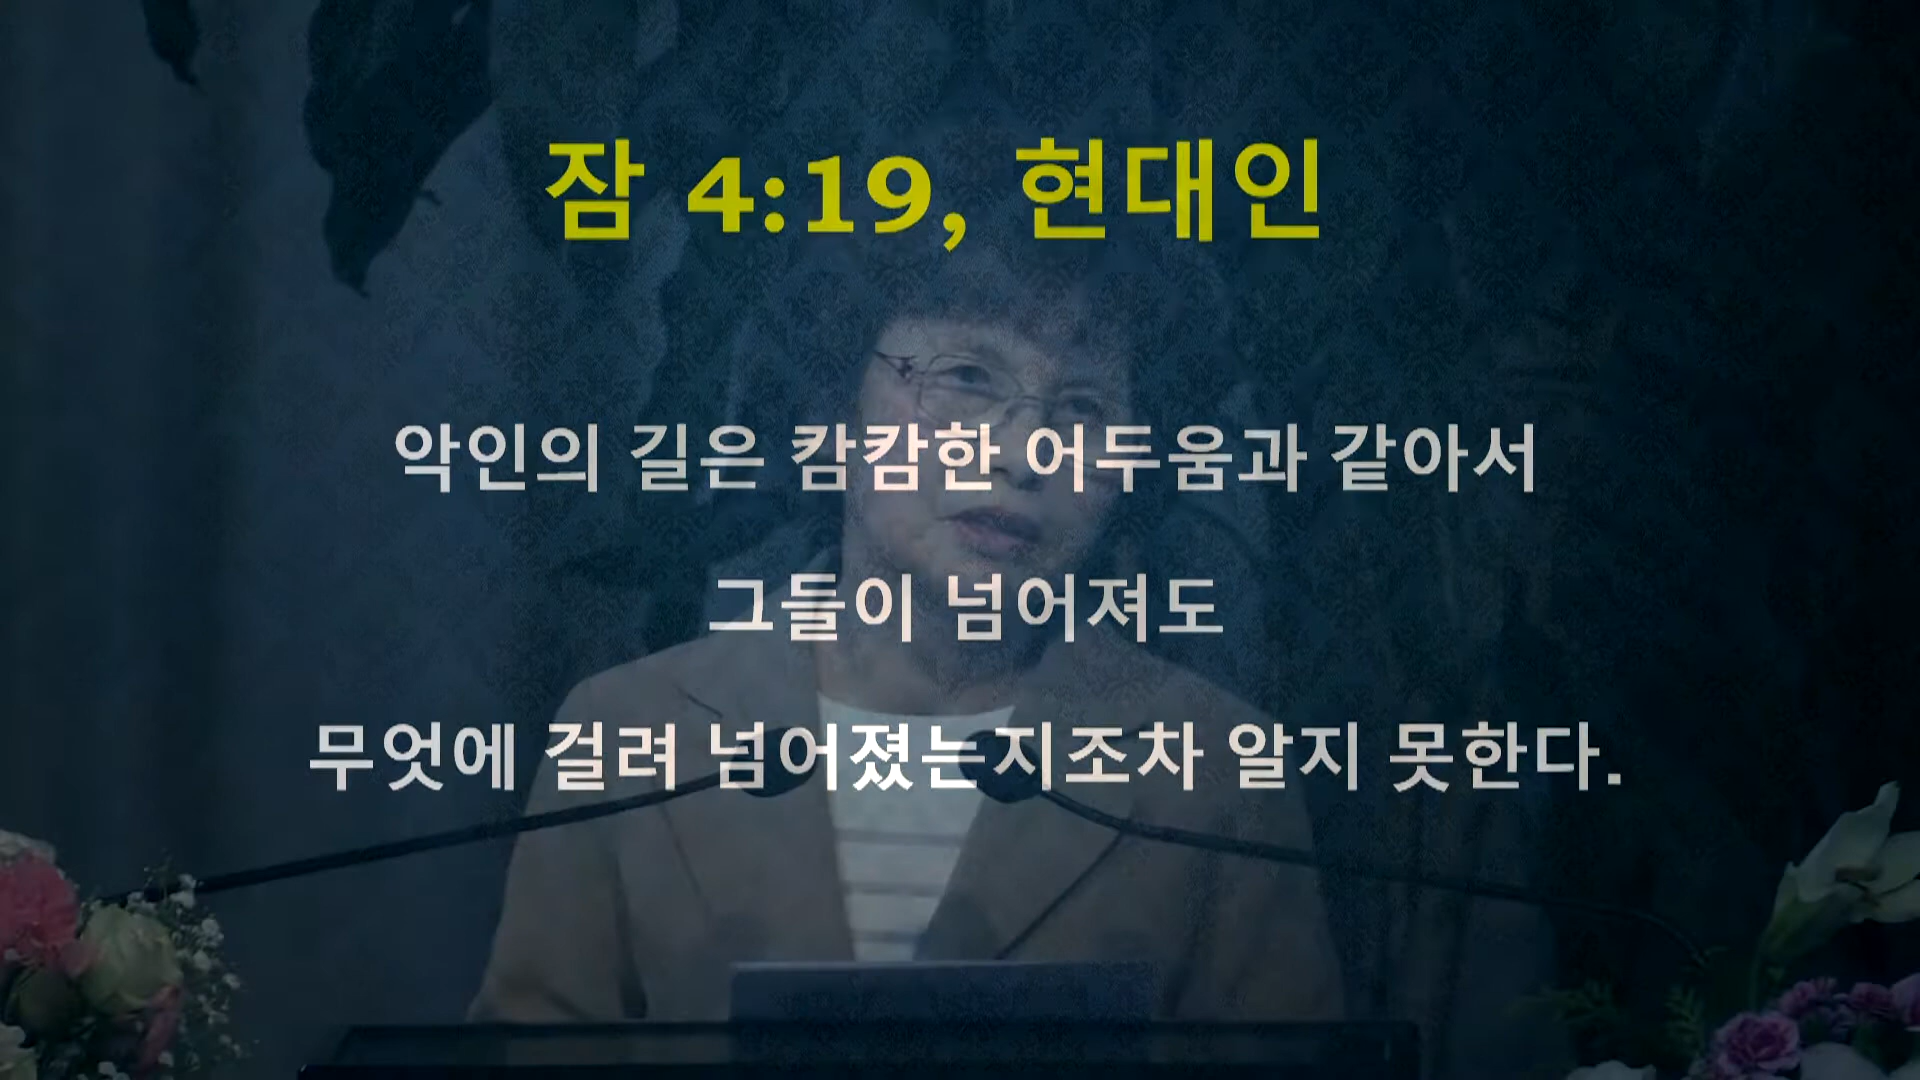 잠 4:19, 현대인
악인의 길은 캄캄한 어두움과 같아서
그들이 넘어져도
무엇에 걸려 넘어졌는지조차 알지 못한다.